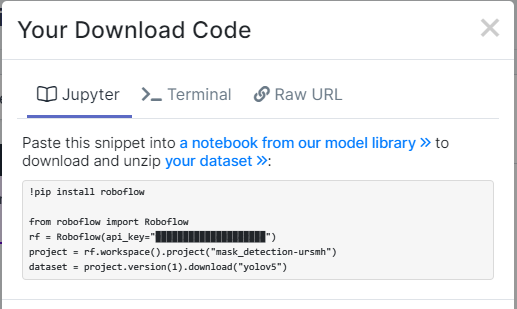 Your Download Code
Jupyter
Terminal
Raw URL
Paste this snippet into a notebook from our model library » to
download and unzip your dataset »:
!pip install roboflow
from roboflow import Roboflow
rf = Roboflow(api_key="████████████████████")
project = rf.workspace().project("mask_detection-ursmh")
dataset = project.version(1).download("yolov5")